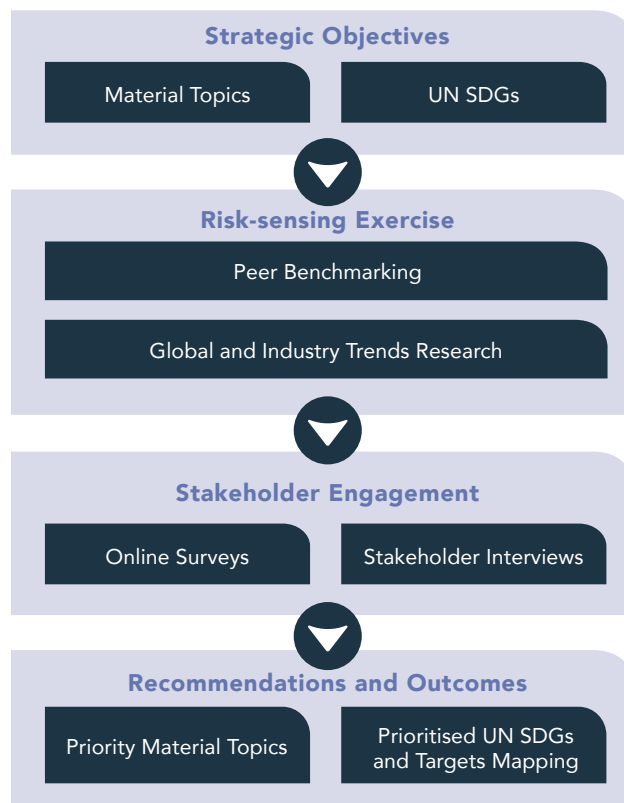 Strategic Objectives
Material Topics
UN SDGs
Risk-sensing Exercise
Peer Benchmarking
Global and Industry Trends Research
Stakeholder Engagement
Online Surveys
Stakeholder Interviews
Recommendations and Outcomes
Priority Material Topics
Prioritised UN SDGs
and Targets Mapping